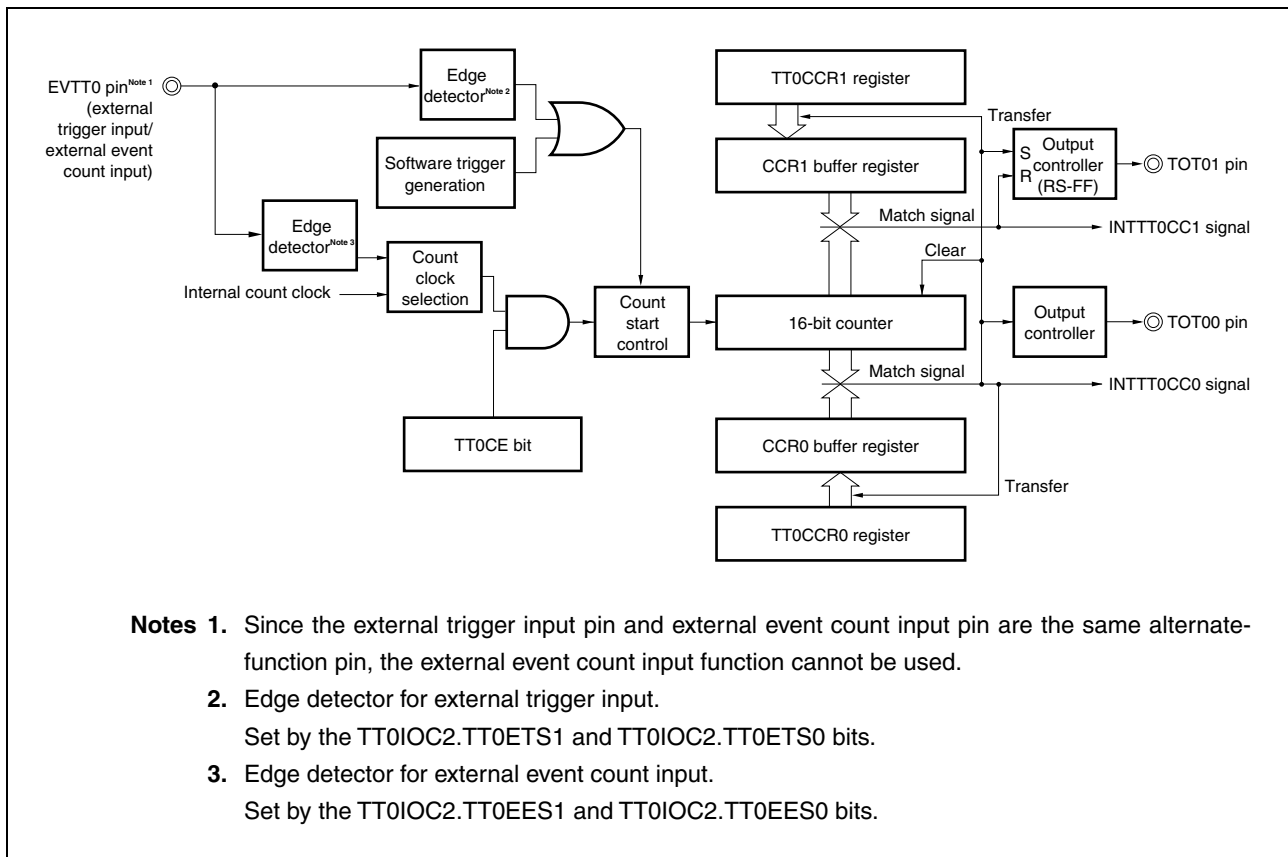 EVTT0 pin Note 1
(external
trigger input/
external event
count input)
Edge
detector Note 2
Software trigger
generation
Edge
detector Note 3
Internal count clock
Count
clock
selection
TT0CE bit
Count
start
control
TT0CCR1 register
Transfer
CCR1 buffer register
Match signal
Clear
16-bit counter
Match signal
CCR0 buffer register
Transfer
TT0CCR0 register
S
R
Output
controller
(RS-FF)
TOT01 pin
INTTT0CC1 signal
Output
controller
TOT00 pin
INTTT0CC0 signal
Notes 1. Since the external trigger input pin and external event count input pin are the same alternate-
function pin, the external event count input function cannot be used.
2. Edge detector for external trigger input.
Set by the TT0IOC2.TT0ETS1 and TT0IOC2.TT0ETS0 bits.
3. Edge detector for external event count input.
Set by the TT0IOC2.TT0EES1 and TT0IOC2.TT0EES0 bits.